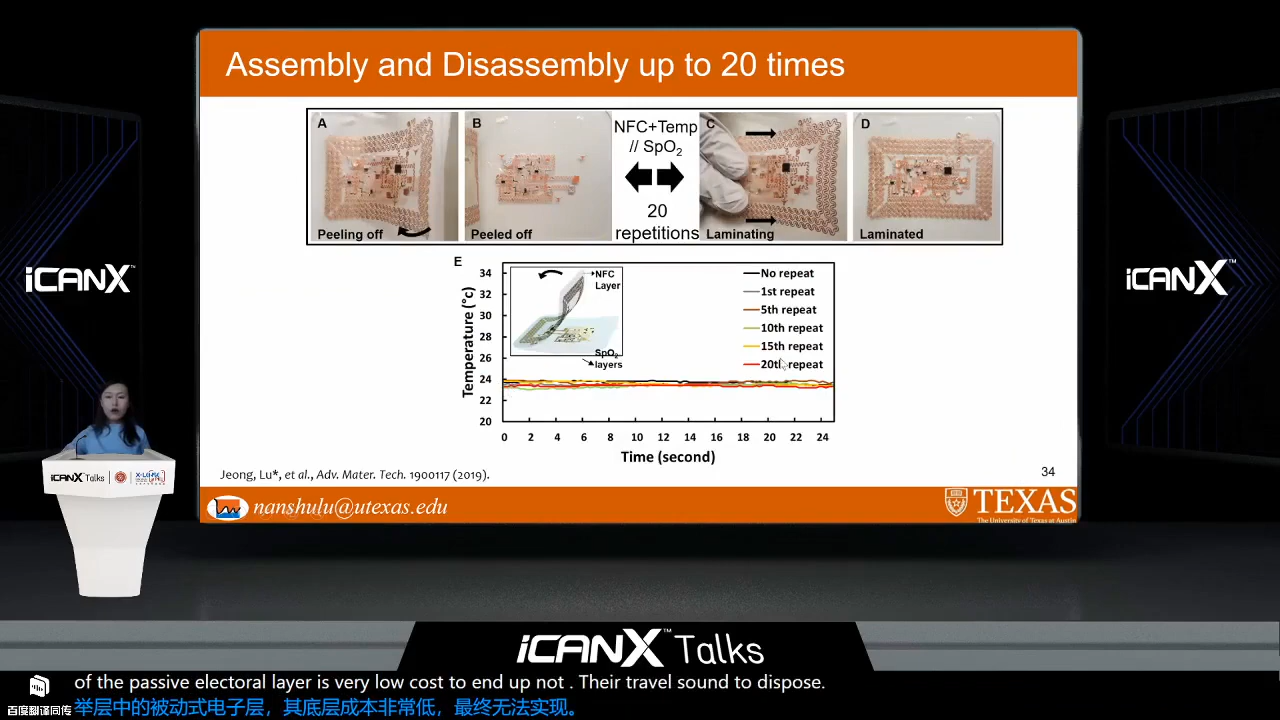 Assembly and Disassembly up to 20 times
A
B
NFC+Temp
// SpO₂
20
repetitions
C
D
Peeling off
Peeled off
Laminating
Laminated
E
Temperature (°c)
34
32
30
28
26
24
22
20
NFC
Layer
SpO₂
layers
No repeat
1st repeat
5th repeat
10th repeat
15th repeat
20th repeat
0 2 4 6 8 10 12 14 16 18 20 22 24
Time (second)
Jeong, Lu*, et al., Adv. Mater. Tech. 1900117 (2019).
34
nanshulu@utexas.edu
TEXAS
The University of Texas at Austin
iCANX™
iCANX™
iCANX Talks
iCANX™ Talks
of the passive electoral layer is very low cost to end up not . Their travel sound to dispose.
百度翻译同传
举层中的被动式电子层，其底层成本非常低，最终无法实现。